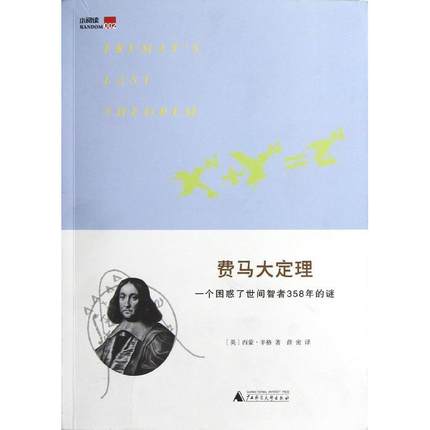 小阅读
RANDOM 002
FERMAT'S
LAST
THEOREM
xⁿ+yⁿ=zⁿ
费马大定理
一个困惑了世间智者358年的谜
［英］西蒙·辛格 著 薛密 译
广西师范大学出版社